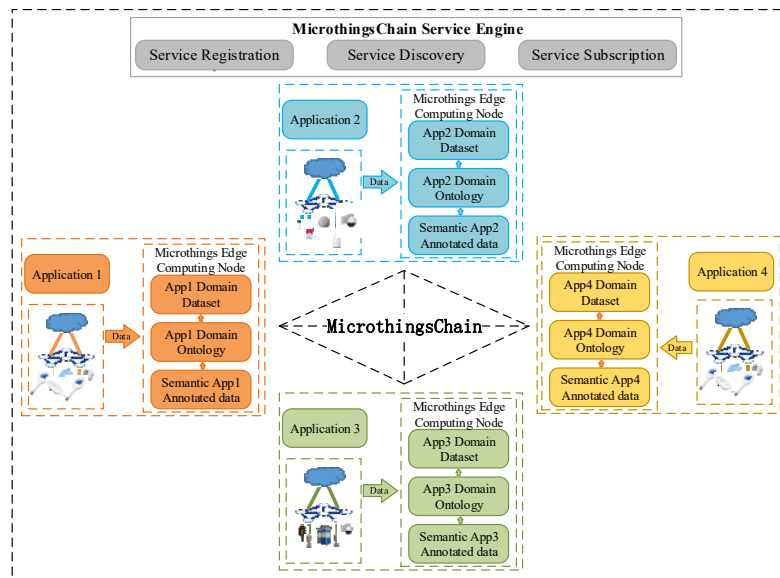 MicrothingsChain Service Engine
Service Registration
Service Discovery
Service Subscription
Application 2
Microthings Edge
Computing Node
App2 Domain
Dataset
Data
App2 Domain
Ontology
Semantic App2
Annotated data
Application 1
Microthings Edge
Computing Node
App1 Domain
Dataset
Data
App1 Domain
Ontology
Semantic App1
Annotated data
MicrothingsChain
Microthings Edge
Computing Node
Application 4
App4 Domain
Dataset
App4 Domain
Ontology
Data
Semantic App4
Annotated data
Application 3
Microthings Edge
Computing Node
App3 Domain
Dataset
Data
App3 Domain
Ontology
Semantic App3
Annotated data